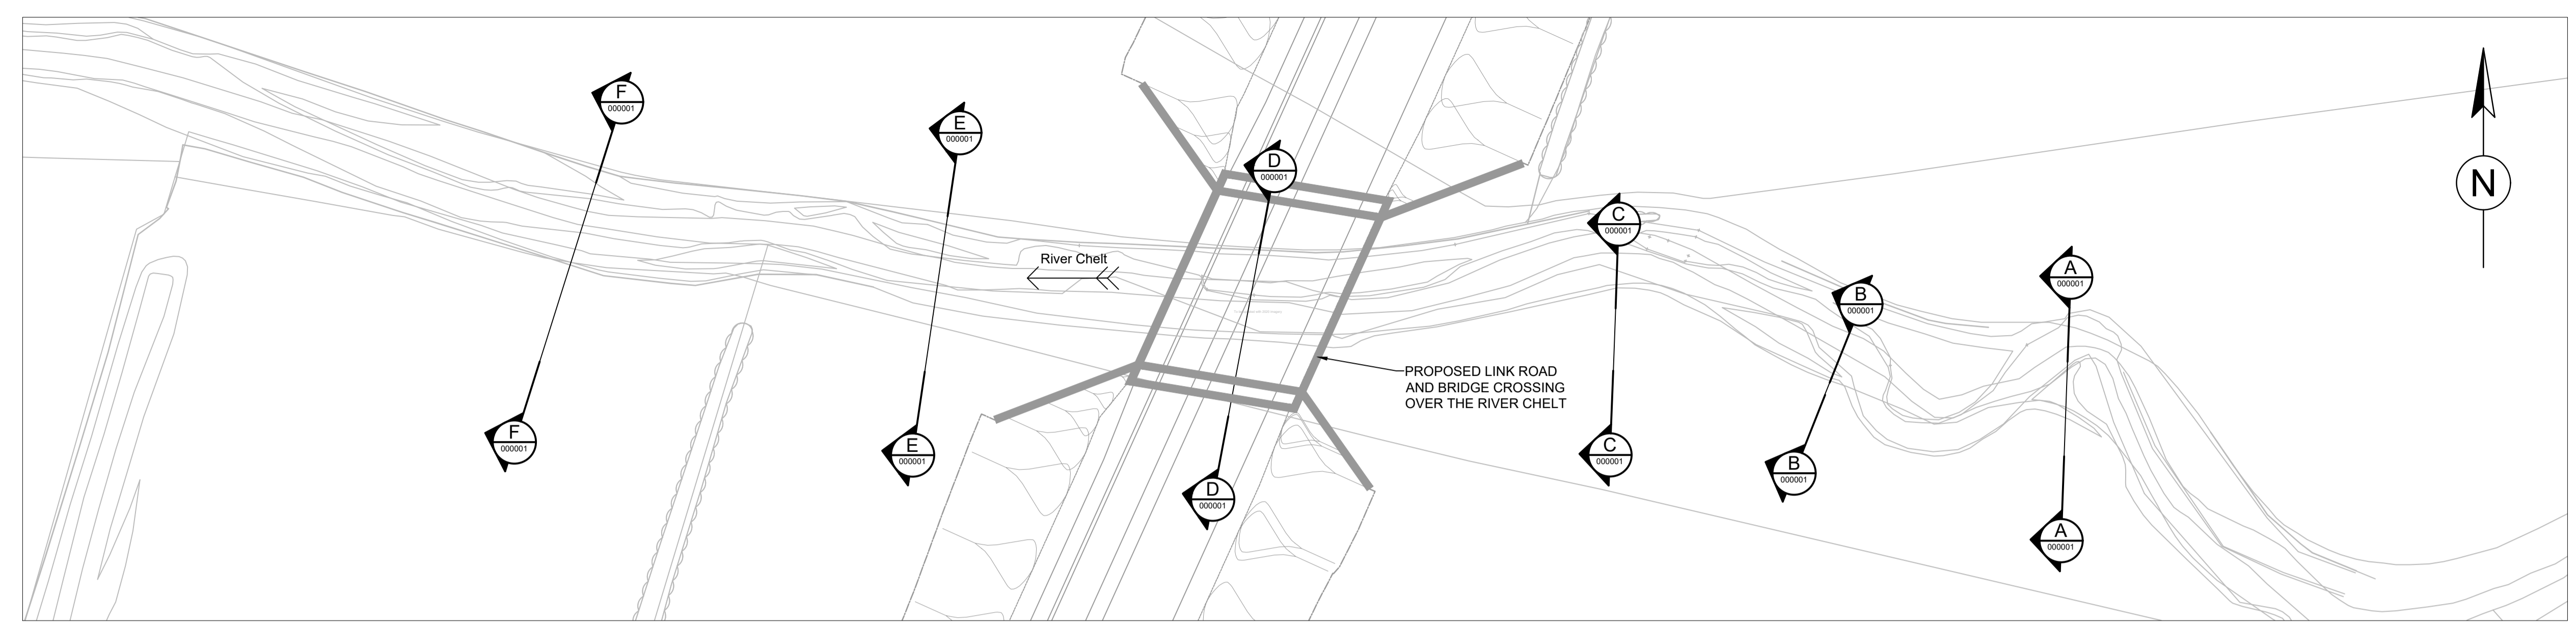 F
000001
E
000001
D
000001
N
C
000001
River Chelt
A
000001
B
000001
PROPOSED LINK ROAD
AND BRIDGE CROSSING
OVER THE RIVER CHELT
F
000001
E
000001
C
000001
B
000001
D
000001
A
000001